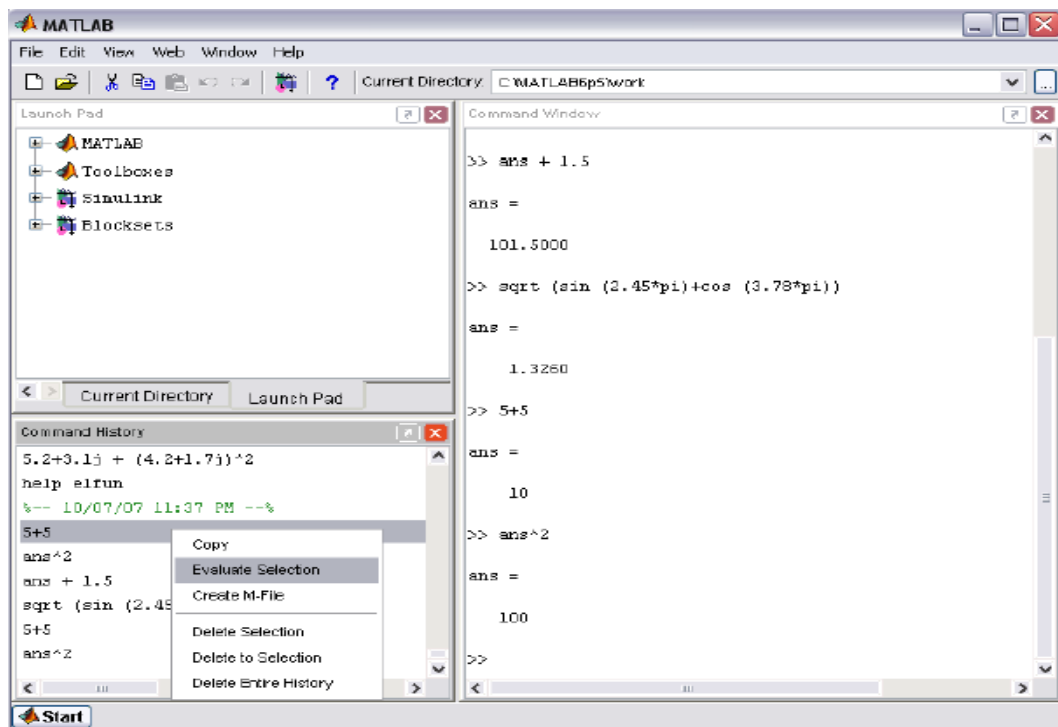 MATLAB
File Edit View Web Window Help
? Current Directory: C:\MATLAB6p5\work ...
Launch Pad
MATLAB
Toolboxes
Simulink
Blocksets
Current Directory Launch Pad
Command History
5.2+3.1j + (4.2+1.7j)^2
help elfun
%-- 10/07/07 11:37 PM --%
5+5
ans^2
ans + 1.5
sqrt (sin (2.45
5+5
ans^2
Copy
Evaluate Selection
Create M-File
Delete Selection
Delete to Selection
Delete Entire History
Command Window
>> ans + 1.5
ans =
101.5000
>> sqrt (sin (2.45*pi)+cos (3.78*pi))
ans =
1.3260
>> 5+5
ans =
10
>> ans^2
ans =
100
>>
Start